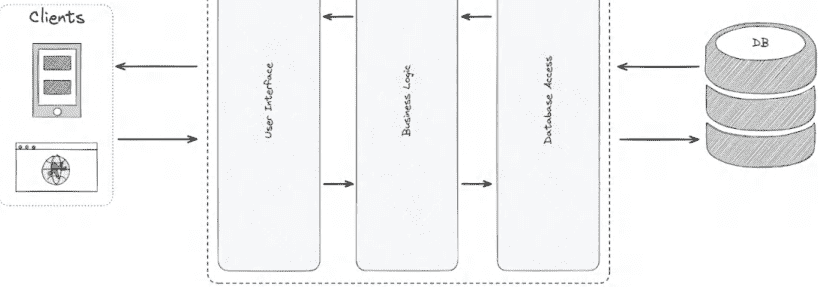 Clients
User Interface
Business Logic
Database Access
DB